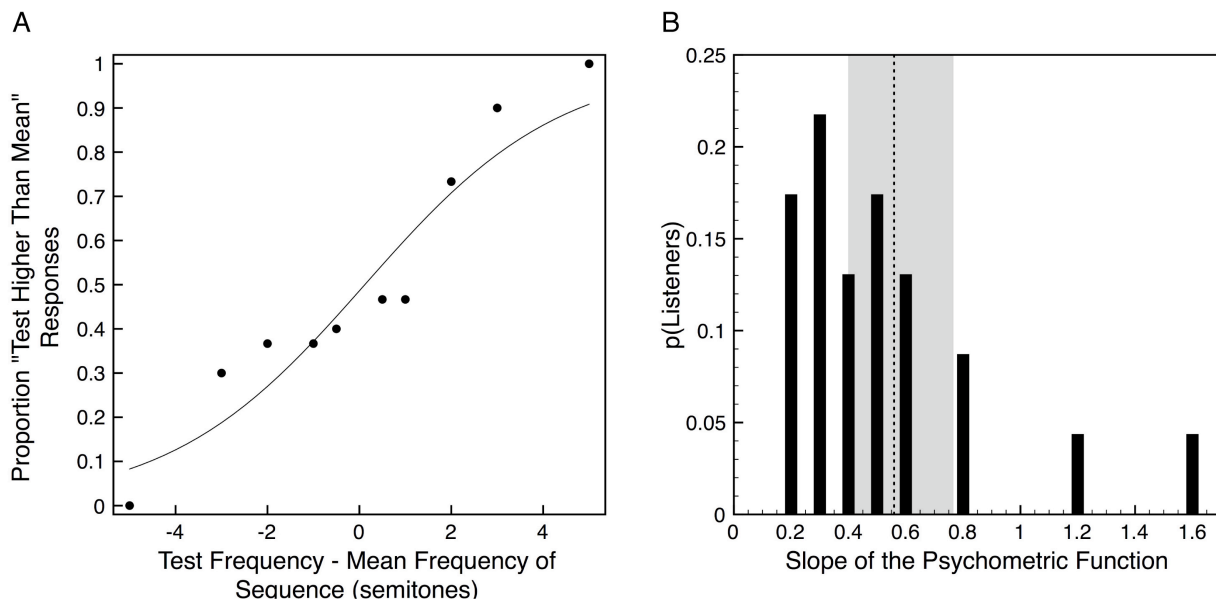 A
Proportion "Test Higher Than Mean"
Responses
1
0.9
0.8
0.7
0.6
0.5
0.4
0.3
0.2
0.1
0
-4 -2 0 2 4
Test Frequency - Mean Frequency of
Sequence (semitones)
B
p(Listeners)
0.25
0.2
0.15
0.1
0.05
0
0 0.2 0.4 0.6 0.8 1 1.2 1.4 1.6
Slope of the Psychometric Function